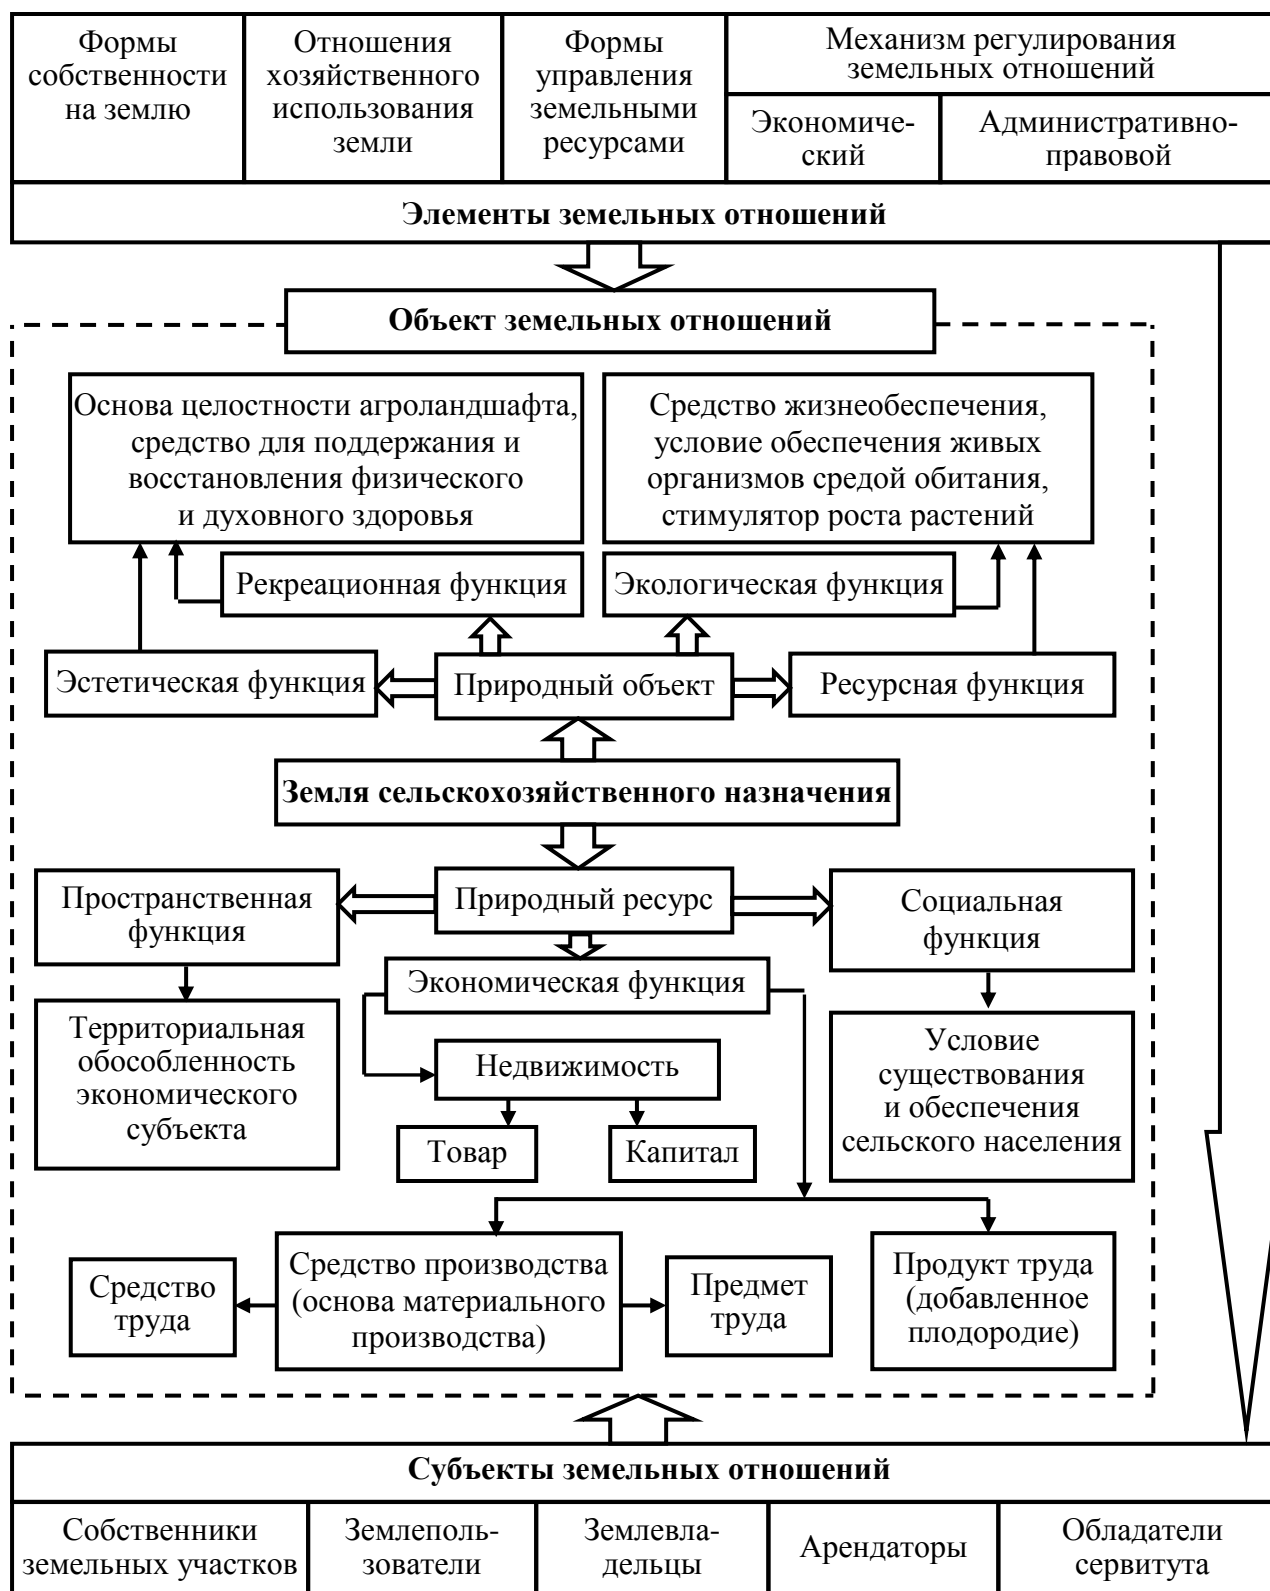 Формы
собственности
на землю
Отношения
хозяйственного
использования
земли
Формы
управления
земельными
ресурсами
Механизм регулирования
земельных отношений
Экономиче-
ский
Административно-
правовой
Элементы земельных отношений
Объект земельных отношений
Основа целостности агроландшафта,
средство для поддержания и
восстановления физического
и духовного здоровья
Средство жизнеобеспечения,
условие обеспечения живых
организмов средой обитания,
стимулятор роста растений
Рекреационная функция
Экологическая функция
Эстетическая функция
Природный объект
Ресурсная функция
Земля сельскохозяйственного назначения
Пространственная
функция
Природный ресурс
Социальная
функция
Экономическая функция
Территориальная
обособленность
экономического
субъекта
Недвижимость
Товар
Капитал
Условие
существования
и обеспечения
сельского населения
Средство
труда
Средство производства
(основа материального
производства)
Предмет
труда
Продукт труда
(добавленное
плодородие)
Субъекты земельных отношений
Собственники
земельных участков
Землеполь-
зователи
Землевла-
дельцы
Арендаторы
Обладатели
сервитута